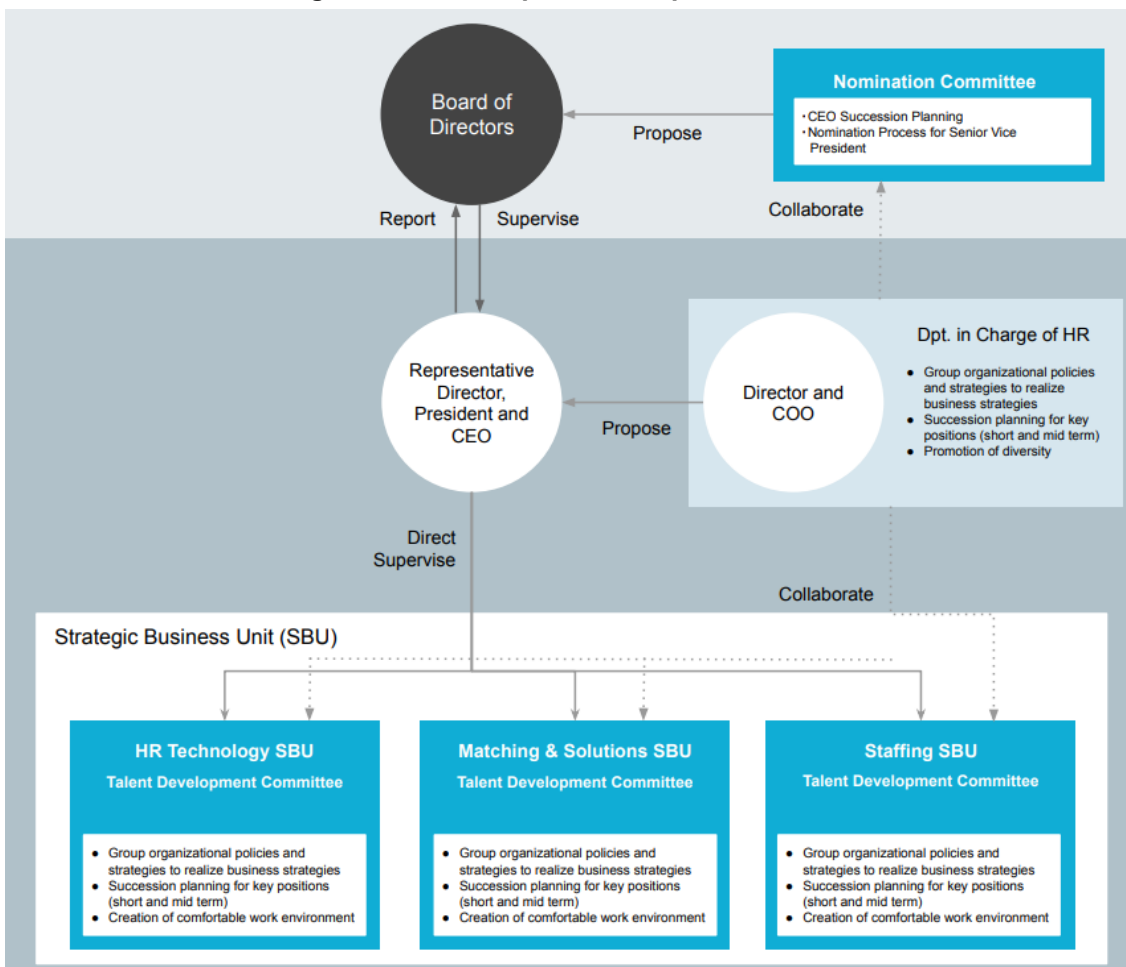 Board of
Directors
Nomination Committee
・CEO Succession Planning
・Nomination Process for Senior Vice
President
Propose
Collaborate
Report
Supervise
Representative
Director,
President and
CEO
Propose
Director and
COO
Dpt. in Charge of HR
● Group organizational policies
and strategies to realize
business strategies
● Succession planning for key
positions (short and mid term)
● Promotion of diversity
Direct
Supervise
Collaborate
Strategic Business Unit (SBU)
HR Technology SBU
Talent Development Committee
● Group organizational policies and
strategies to realize business strategies
● Succession planning for key positions
(short and mid term)
● Creation of comfortable work environment
Matching & Solutions SBU
Talent Development Committee
● Group organizational policies and
strategies to realize business strategies
● Succession planning for key positions
(short and mid term)
● Creation of comfortable work environment
Staffing SBU
Talent Development Committee
● Group organizational policies and
strategies to realize business strategies
● Succession planning for key positions
(short and mid term)
● Creation of comfortable work environment